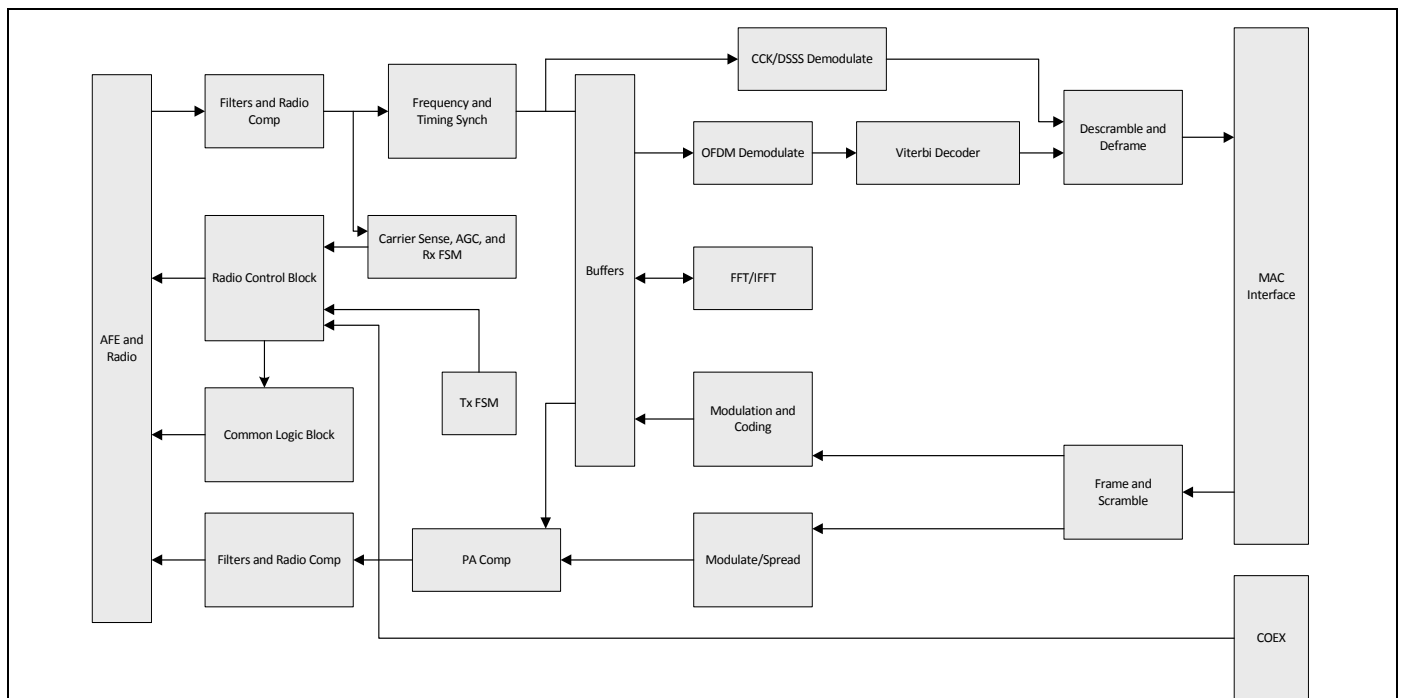 CCK/DSSS Demodulate
Filters and Radio
Comp
Frequency and
Timing Synch
Descramble and
Deframe
OFDM Demodulate
Viterbi Decoder
Carrier Sense, AGC, and
Rx FSM
Radio Control Block
Buffers
FFT/IFFT
MAC
Interface
AFE and
Radio
Tx FSM
Modulation and
Coding
Common Logic Block
Frame and
Scramble
Filters and Radio Comp
PA Comp
Modulate/Spread
COEX